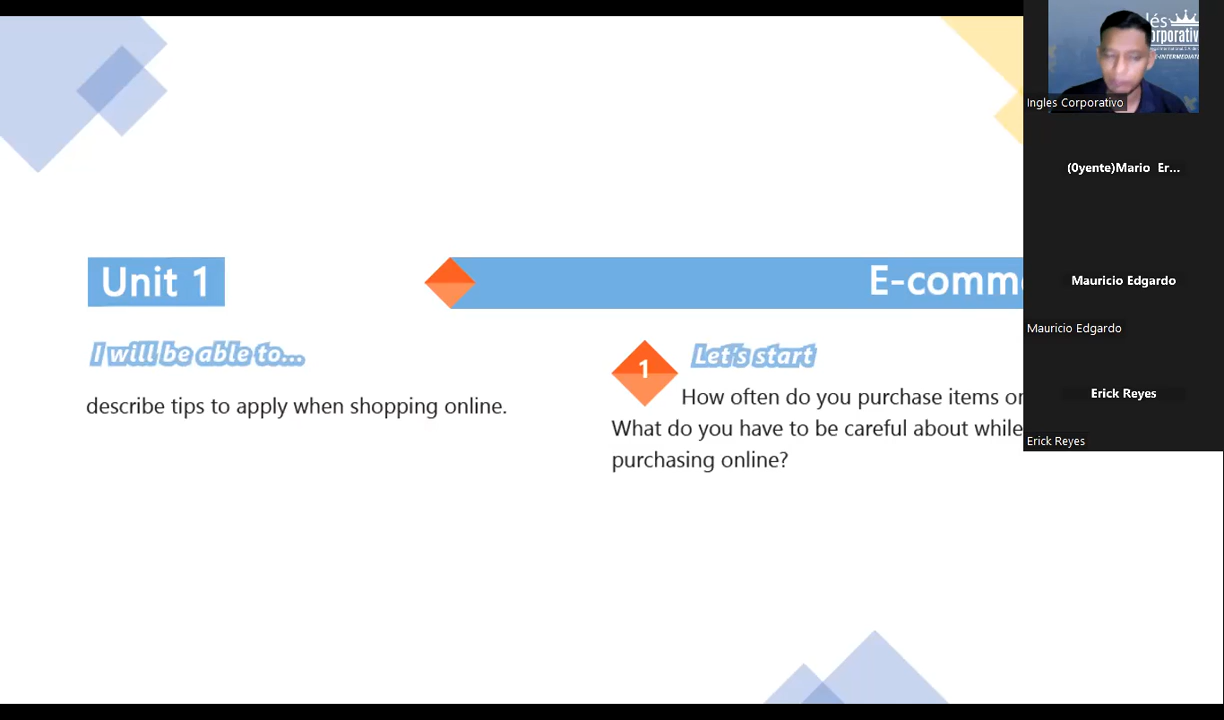 Unit 1
E-comm
I will be able to...
describe tips to apply when shopping online.
1
Let's start
How often do you purchase items
What do you have to be careful about while
purchasing online?
Ingles Corporativo
(0yente)Mario Er...
Mauricio Edgardo
Mauricio Edgardo
Erick Reyes
Erick Reyes